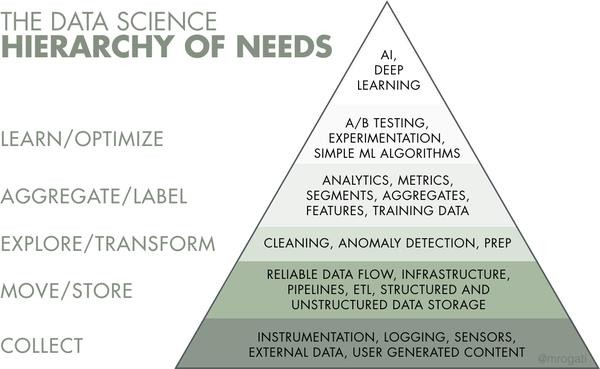 THE DATA SCIENCE
HIERARCHY OF NEEDS
AI,
DEEP
LEARNING
LEARN/OPTIMIZE
A/B TESTING,
EXPERIMENTATION,
SIMPLE ML ALGORITHMS
AGGREGATE/LABEL
ANALYTICS, METRICS,
SEGMENTS, AGGREGATES,
FEATURES, TRAINING DATA
EXPLORE/TRANSFORM
CLEANING, ANOMALY DETECTION, PREP
MOVE/STORE
RELIABLE DATA FLOW, INFRASTRUCTURE,
PIPELINES, ETL, STRUCTURED AND
UNSTRUCTURED DATA STORAGE
COLLECT
INSTRUMENTATION, LOGGING, SENSORS,
EXTERNAL DATA, USER GENERATED CONTENT
@mrogati